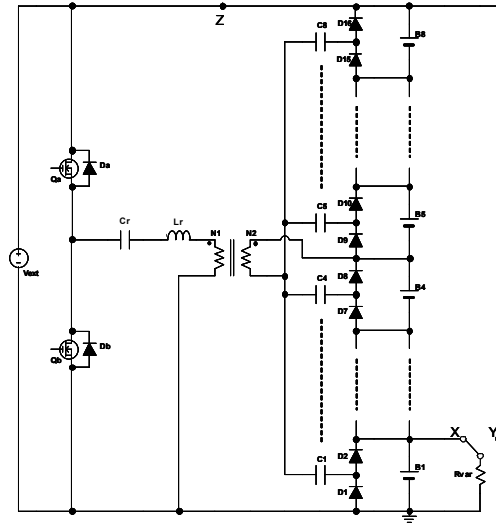 Z
C8
D16
D15
B8
Da
Qa
Cr
Lr
N1
N2
C5
D10
D9
B5
Vext
+
-
C4
D8
D7
B4
Db
Qb
X
Y
C1
D2
D1
B1
Rvar